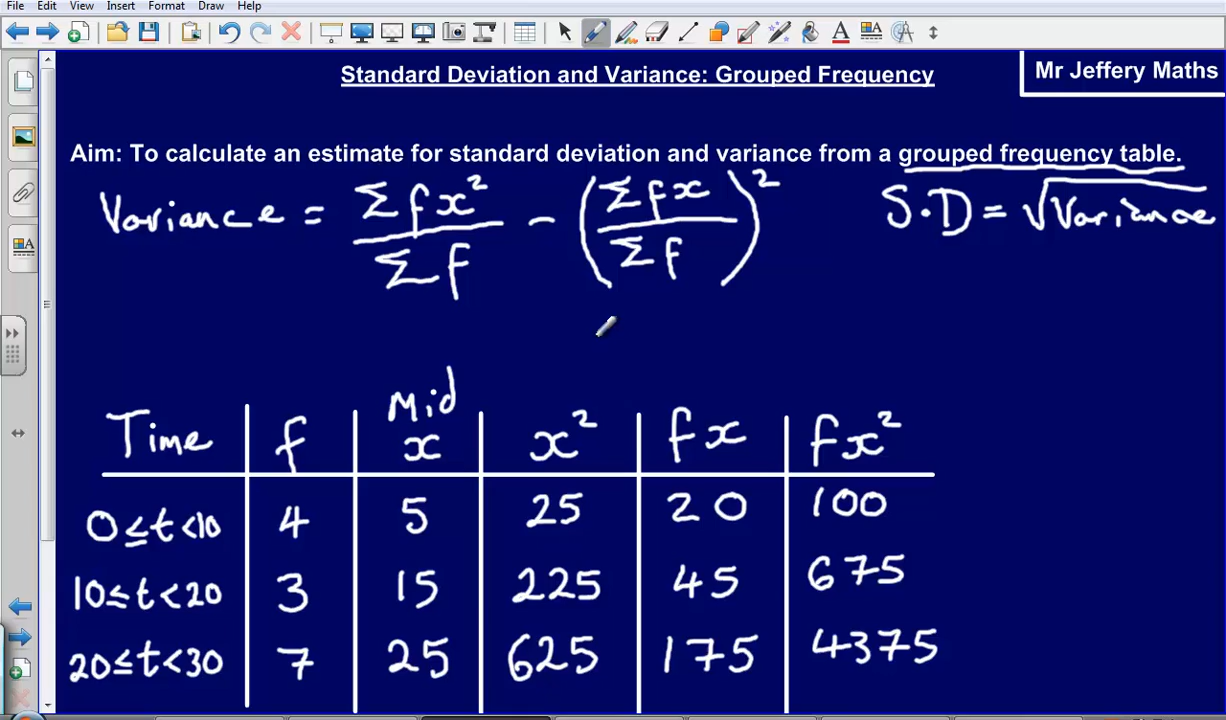 File Edit View Insert Format Draw Help
Standard Deviation and Variance: Grouped Frequency
Mr Jeffery Maths
Aim: To calculate an estimate for standard deviation and variance from a grouped frequency table.
Variance = Σfx²/Σf − (Σfx/Σf)² S.D = √Variance
Mid
Time f x x² fx fx²
0≤t<10 4 5 25 20 100
10≤t<20 3 15 225 45 675
20≤t<30 7 25 625 175 4375